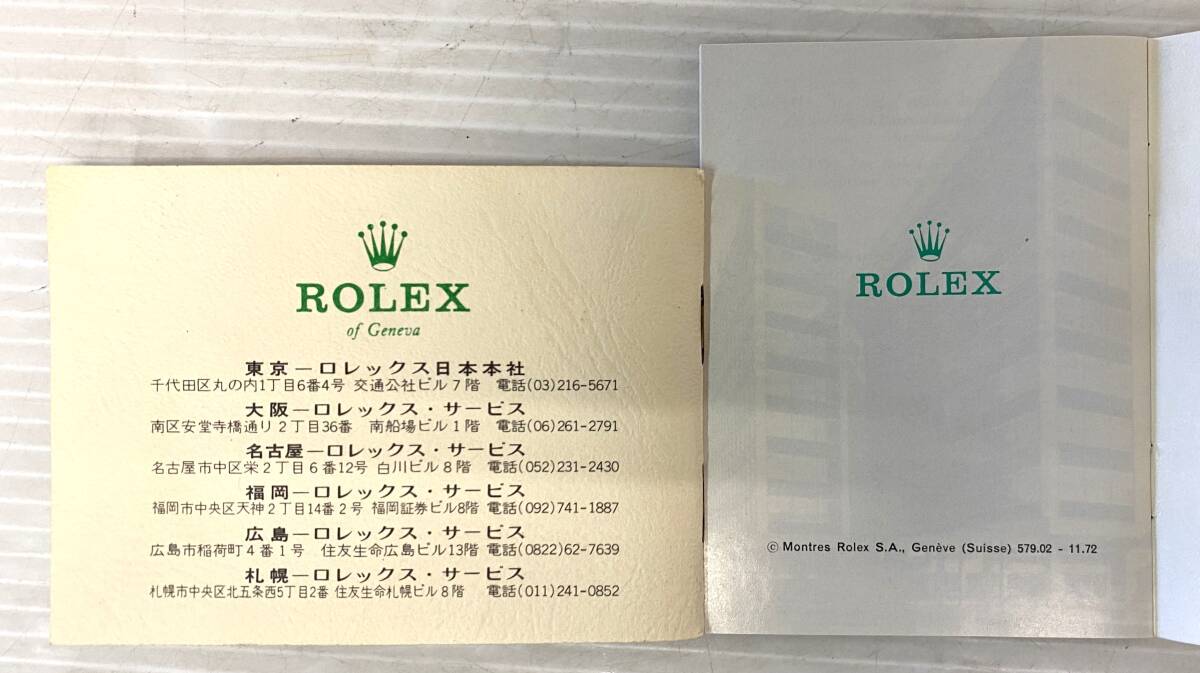 ROLEX
of Geneva
東京ーロレックス日本本社
千代田区丸の内1丁目6番4号 交通公社ビル7階 電話(03)216-5671
大阪ーロレックス・サービス
南区安堂寺橋通り2丁目36番 南船場ビル1階 電話(06)261-2791
名古屋ーロレックス・サービス
名古屋市中区栄2丁目6番12号 白川ビル8階 電話(052)231-2430
福岡ーロレックス・サービス
福岡市中央区天神2丁目14番2号 福岡証券ビル8階 電話(092)741-1887
広島ーロレックス・サービス
広島市稲荷町4番1号 住友生命広島ビル13階 電話(0822)62-7639
札幌ーロレックス・サービス
札幌市中央区北五条西5丁目2番 住友生命札幌ビル8階 電話(011)241-0852
ROLEX
© Montres Rolex S.A., Genève (Suisse) 579.02 - 11.72